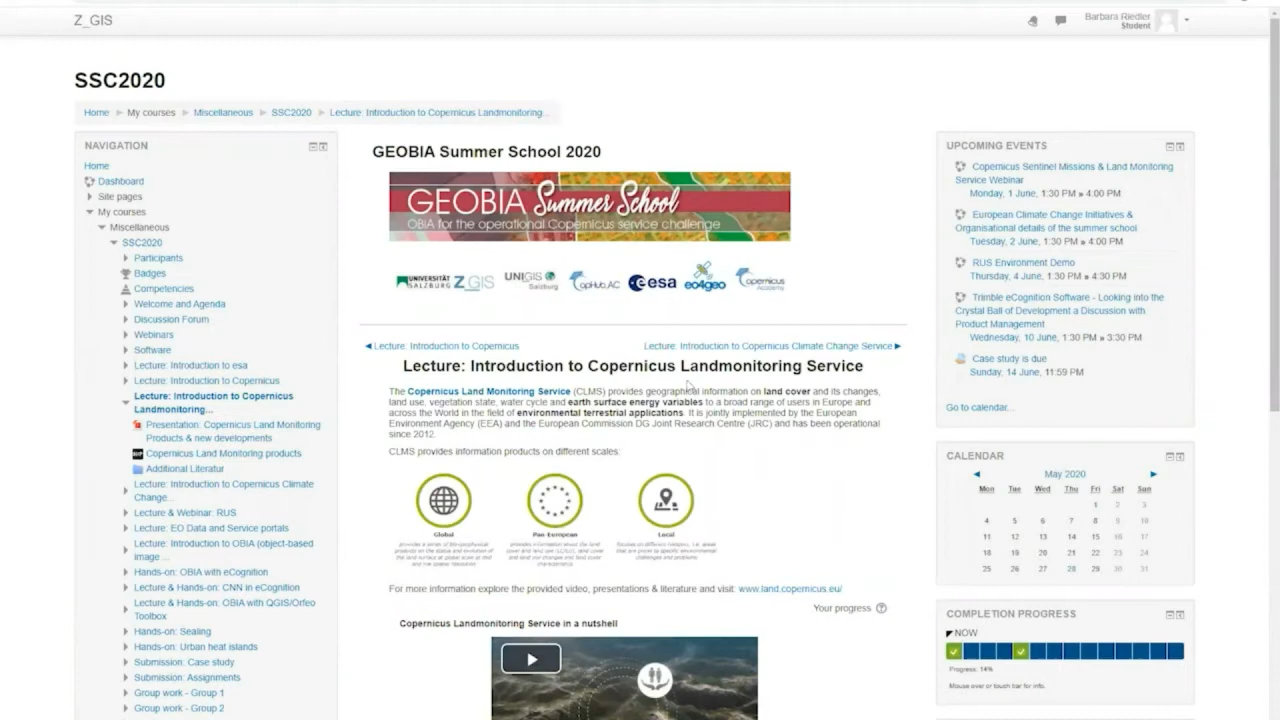 Z_GIS
Barbara Riedler
Student
SSC2020
Home
My courses
Miscellaneous
SSC2020
Lecture: Introduction to Copernicus Landmonitoring...
NAVIGATION
Home
Dashboard
Site pages
My courses
Miscellaneous
SSC2020
Participants
Badges
Competencies
Welcome and Agenda
Discussion Forum
Webinars
Software
Lecture: Introduction to esa
Lecture: Introduction to Copernicus
Lecture: Introduction to Copernicus
Landmonitoring...
Presentation: Copernicus Land Monitoring
Products & new developments
Copernicus Land Monitoring products
Additional Literatur
Lecture: Introduction to Copernicus Climate
Change...
Lecture & Webinar: RUS
Lecture: EO Data and Service portals
Lecture: Introduction to OBIA (object-based
image ...
Hands-on: OBIA with eCognition
Lecture & Hands-on: CNN in eCognition
Lecture & Hands-on: OBIA with QGIS/Orfeo
Toolbox
Hands-on: Sealing
Hands-on: Urban heat islands
Submission: Case study
Submission: Assignments
Group work - Group 1
Group work - Group 2
GEOBIA Summer School 2020
GEOBIA Summer School
OBIA for the operational Copernicus service challenge
UNIVERSITÄT
SALZBURG
Z_GIS
UNIGIS
Salzburg
CopHub.AC
esa
eo4geo
Copernicus
Academy
Lecture: Introduction to Copernicus
Lecture: Introduction to Copernicus Climate Change Service
Lecture: Introduction to Copernicus Landmonitoring Service
The Copernicus Land Monitoring Service (CLMS) provides geographical information on land cover and its changes,
land use, vegetation state, water cycle and earth surface energy variables to a broad range of users in Europe and
across the World in the field of environmental terrestrial applications. It is jointly implemented by the European
Environment Agency (EEA) and the European Commission DG Joint Research Centre (JRC) and has been operational
since 2012.
CLMS provides information products on different scales:
Global
Pan-European
Local
For more information explore the provided video, presentations & literature and visit: www.land.copernicus.eu/
Your progress
Copernicus Landmonitoring Service in a nutshell
UPCOMING EVENTS
Copernicus Sentinel Missions & Land Monitoring
Service Webinar
Monday, 1 June, 1:30 PM » 4:00 PM
European Climate Change Initiatives &
Organisational details of the summer school
Tuesday, 2 June, 1:30 PM » 4:00 PM
RUS Environment Demo
Thursday, 4 June, 1:30 PM » 4:30 PM
Trimble eCognition Software - Looking into the
Crystal Ball of Development a Discussion with
Product Management
Wednesday, 10 June, 1:30 PM » 3:30 PM
Case study is due
Sunday, 14 June, 11:59 PM
Go to calendar...
CALENDAR
May 2020
Mon Tue Wed Thu Fri Sat Sun
1 2 3
4 5 6 7 8 9 10
11 12 13 14 15 16 17
18 19 20 21 22 23 24
25 26 27 28 29 30 31
COMPLETION PROGRESS
NOW
Progress: 14%
Mouse over or touch bar for info.